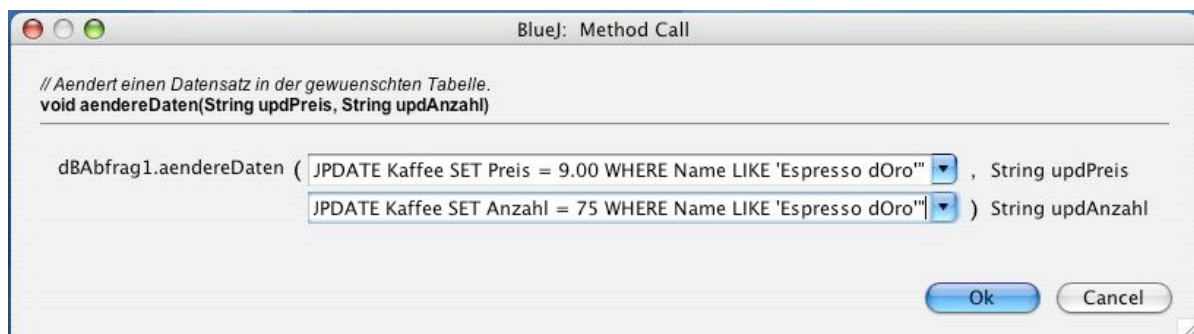 BlueJ: Method Call
// Aendert einen Datensatz in der gewuenschten Tabelle.
void aendereDaten(String updPreis, String updAnzahl)
dBAbfrag1.aendereDaten ( JPDATE Kaffee SET Preis = 9.00 WHERE Name LIKE 'Espresso dOro'" , String updPreis
JPDATE Kaffee SET Anzahl = 75 WHERE Name LIKE 'Espresso dOro'" ) String updAnzahl
Ok Cancel